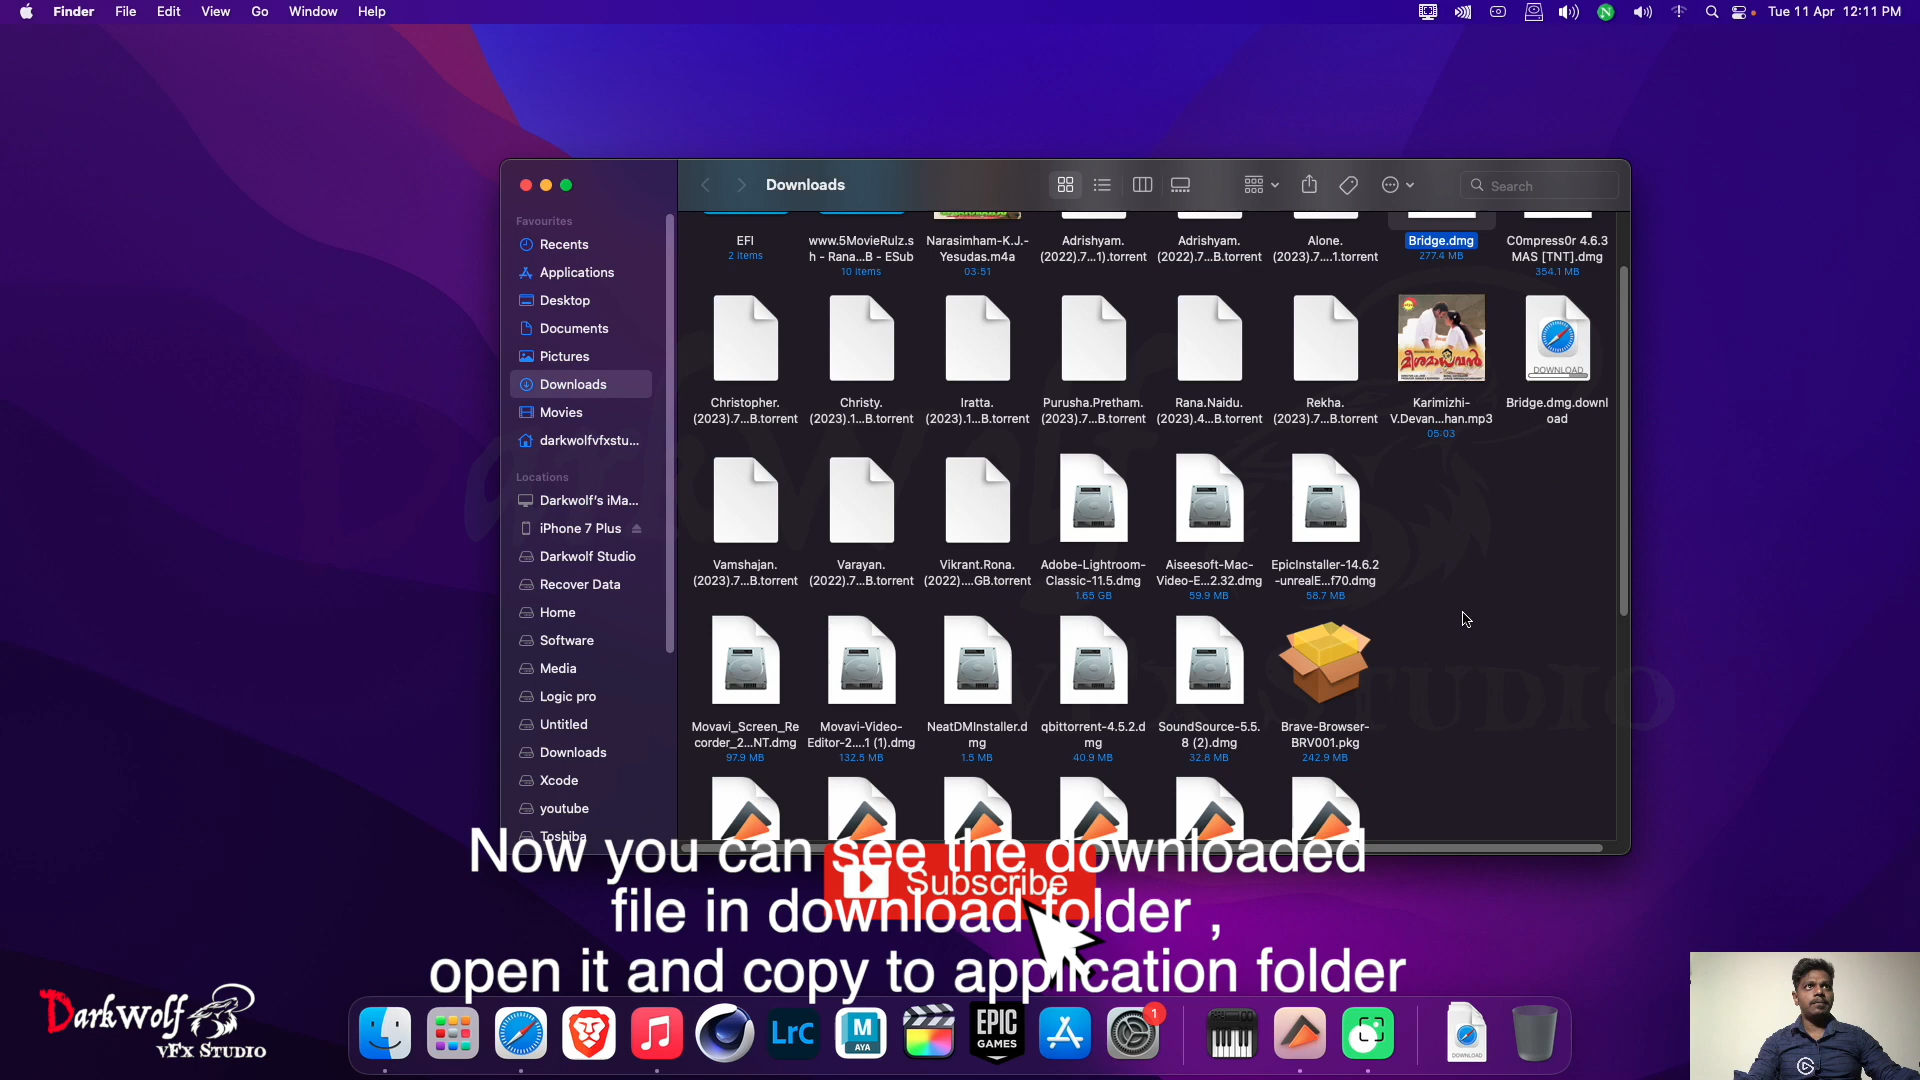 Finder File Edit View Go Window Help
Tue 11 Apr 12:11 PM
Downloads
Search
Favourites
Recents
Applications
Desktop
Documents
Pictures
Downloads
Movies
darkwolfvfxstu...
Locations
Darkwolf's iMa...
iPhone 7 Plus
Darkwolf Studio
Recover Data
Home
Software
Media
Logic pro
Untitled
Downloads
Xcode
youtube
Toshiba
EFI
2 items
www.5MovieRulz.s
h - Rana...B - ESub
10 items
Narasimham-K.J.-
Yesudas.m4a
03:51
Adrishyam.
(2022).7...1).torrent
Adrishyam.
(2022).7...B.torrent
Alone.
(2023).7....1.torrent
Bridge.dmg
277.4 MB
C0mpress0r 4.6.3
MAS [TNT].dmg
354.1 MB
Christopher.
(2023).7...B.torrent
Christy.
(2023).1...B.torrent
Iratta.
(2023).1...B.torrent
Purusha.Pretham.
(2023).7...B.torrent
Rana.Naidu.
(2023).4...B.torrent
Rekha.
(2023).7...B.torrent
മീശമാധവൻ
Karimizhi-
V.Devan...han.mp3
05:03
DOWNLOAD
Bridge.dmg.downl
oad
Vamshajan.
(2023).7...B.torrent
Varayan.
(2022).7...B.torrent
Vikrant.Rona.
(2022)....GB.torrent
Adobe-Lightroom-
Classic-11.5.dmg
1.65 GB
Aiseesoft-Mac-
Video-E...2.32.dmg
59.9 MB
EpicInstaller-14.6.2
-unrealE...f70.dmg
58.7 MB
Movavi_Screen_Re
corder_2...NT.dmg
97.9 MB
Movavi-Video-
Editor-2....1 (1).dmg
132.5 MB
NeatDMInstaller.d
mg
1.5 MB
qbittorrent-4.5.2.d
mg
40.9 MB
SoundSource-5.5.
8 (2).dmg
32.8 MB
Brave-Browser-
BRV001.pkg
242.9 MB
Now you can see the downloaded
Subscribe
file in download folder ,
open it and copy to application folder
DarkWolf
vFx Studio
LrC
M
AYA
EPIC
GAMES
1
DOWNLOAD